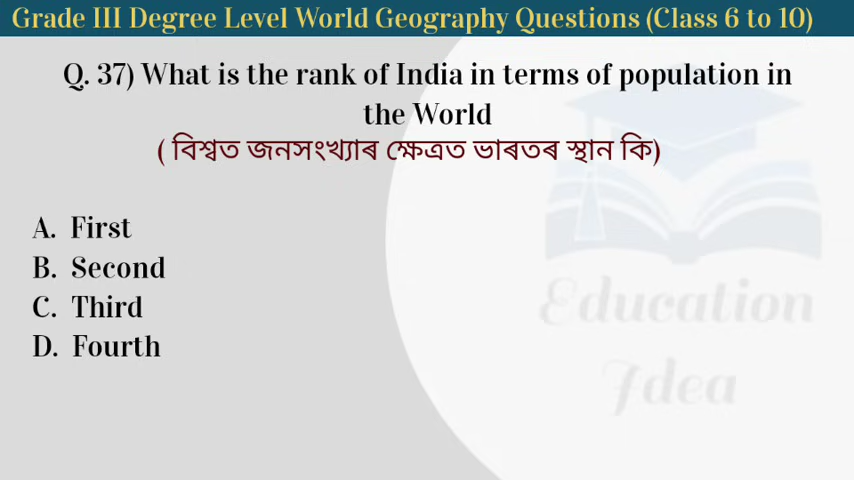 Grade III Degree Level World Geography Questions (Class 6 to 10)
Q. 37) What is the rank of India in terms of population in
the World
( বিশ্বত জনসংখ্যাৰ ক্ষেত্ৰত ভাৰতৰ স্থান কি)
A. First
B. Second
C. Third
D. Fourth
Education
Idea